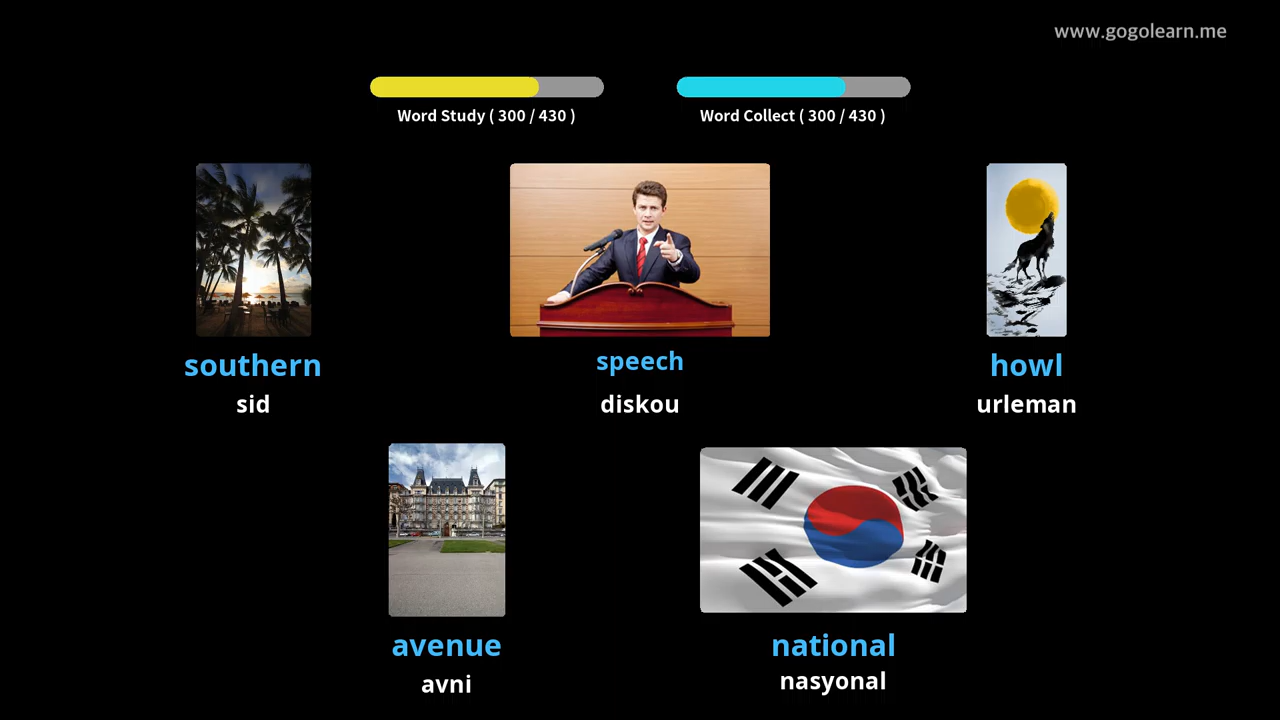 www.gogolearn.me
Word Study ( 300 / 430 )
Word Collect ( 300 / 430 )
southern
sid
speech
diskou
howl
urleman
avenue
avni
national
nasyonal